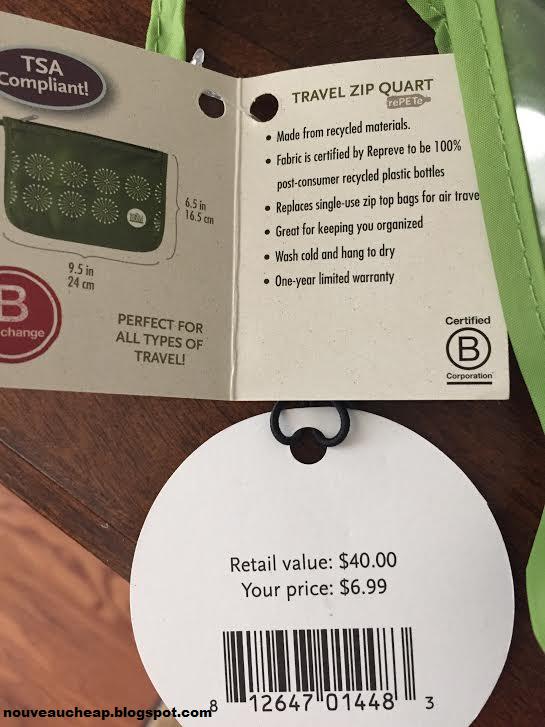 TSA
Compliant!
6.5 in
16.5 cm
9.5 in
24 cm
B
change
PERFECT FOR
ALL TYPES OF
TRAVEL!
TRAVEL ZIP QUART
rePETe
• Made from recycled materials.
• Fabric is certified by Repreve to be 100%
post-consumer recycled plastic bottles
• Replaces single-use zip top bags for air trave
• Great for keeping you organized
• Wash cold and hang to dry
• One-year limited warranty
Certified
B
Corporation
Retail value: $40.00
Your price: $6.99
8 12647 01448 3
nouveaucheap.blogspot.com